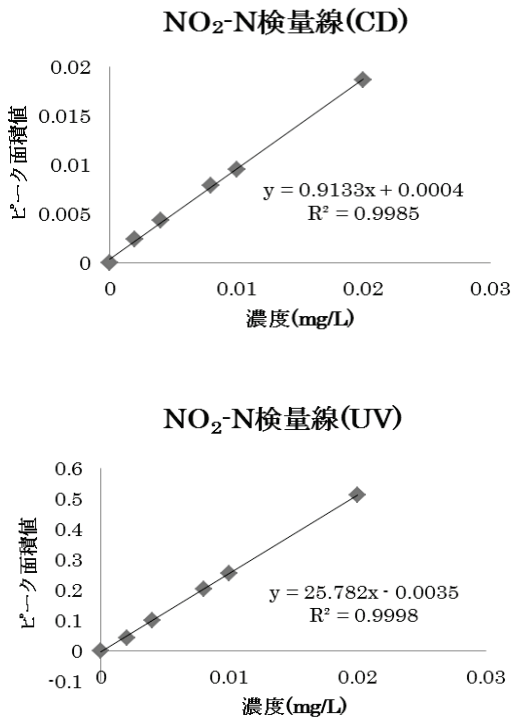 NO₂-N検量線(CD)
ピーク面積値
0.02
0.015
0.01
0.005
0
y = 0.9133x + 0.0004
R² = 0.9985
0 0.01 0.02 0.03
濃度(mg/L)
NO₂-N検量線(UV)
ピーク面積値
0.6
0.5
0.4
0.3
0.2
0.1
0
-0.1
y = 25.782x - 0.0035
R² = 0.9998
0 0.01 0.02 0.03
濃度(mg/L)